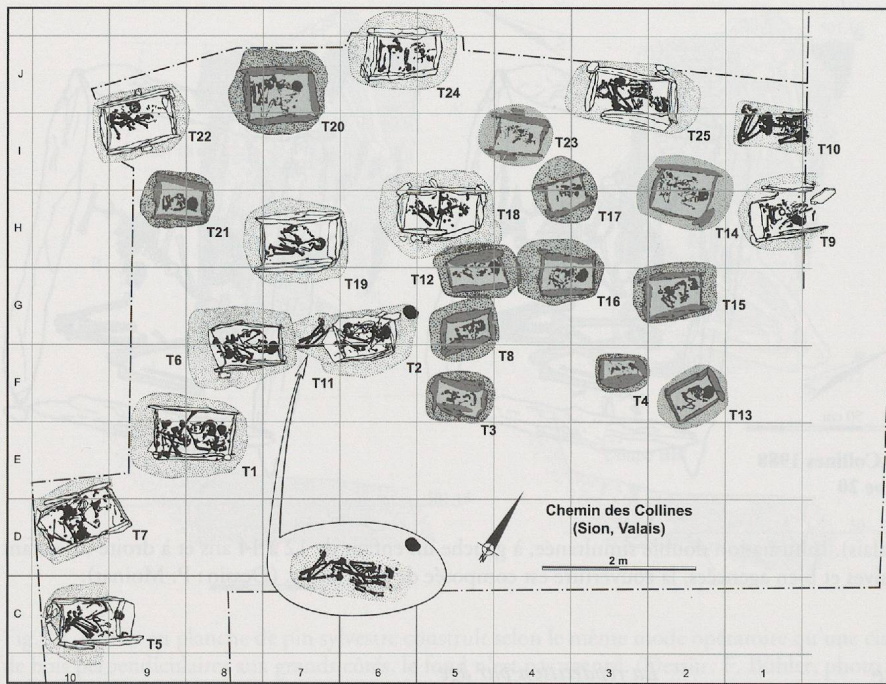 J
T24
T20
T22
T25
T10
I
T23
T17
T21
T18
T14
T9
H
T19
T12
T16
T15
G
T6
T11
T2
T8
T4
T13
F
T3
E
T1
T7
D
Chemin des Collines
(Sion, Valais)
2 m
C
T5
10 9 8 7 6 5 4 3 2 1